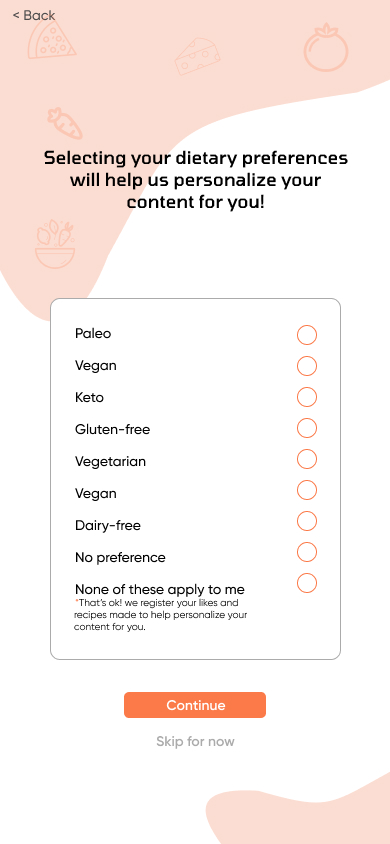 < Back
Selecting your dietary preferences
will help us personalize your
content for you!
Paleo
Vegan
Keto
Gluten-free
Vegetarian
Vegan
Dairy-free
No preference
None of these apply to me
*That's ok! we register your likes and
recipes made to help personalize your
content for you.
Continue
Skip for now